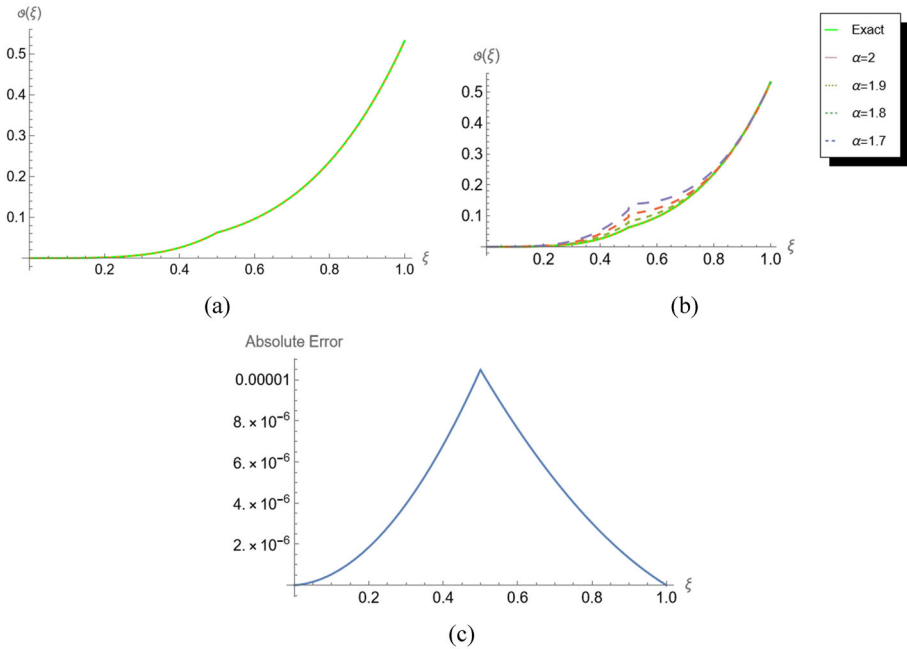 𝜗(ξ)
0.5
0.4
0.3
0.2
0.1
0.2 0.4 0.6 0.8 1.0 ξ
(a)
𝜗(ξ)
0.5
0.4
0.3
0.2
0.1
0.2 0.4 0.6 0.8 1.0 ξ
(b)
Exact
α=2
α=1.9
α=1.8
α=1.7
Absolute Error
0.00001
8. × 10⁻⁶
6. × 10⁻⁶
4. × 10⁻⁶
2. × 10⁻⁶
0.2 0.4 0.6 0.8 1.0 ξ
(c)